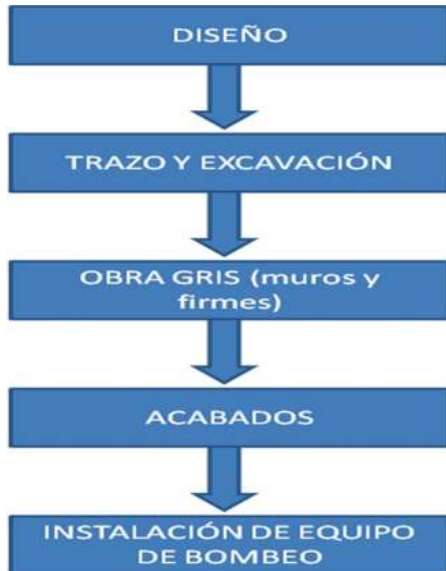 DISEÑO
TRAZO Y EXCAVACIÓN
OBRA GRIS (muros y
firmes)
ACABADOS
INSTALACIÓN DE EQUIPO
DE BOMBEO